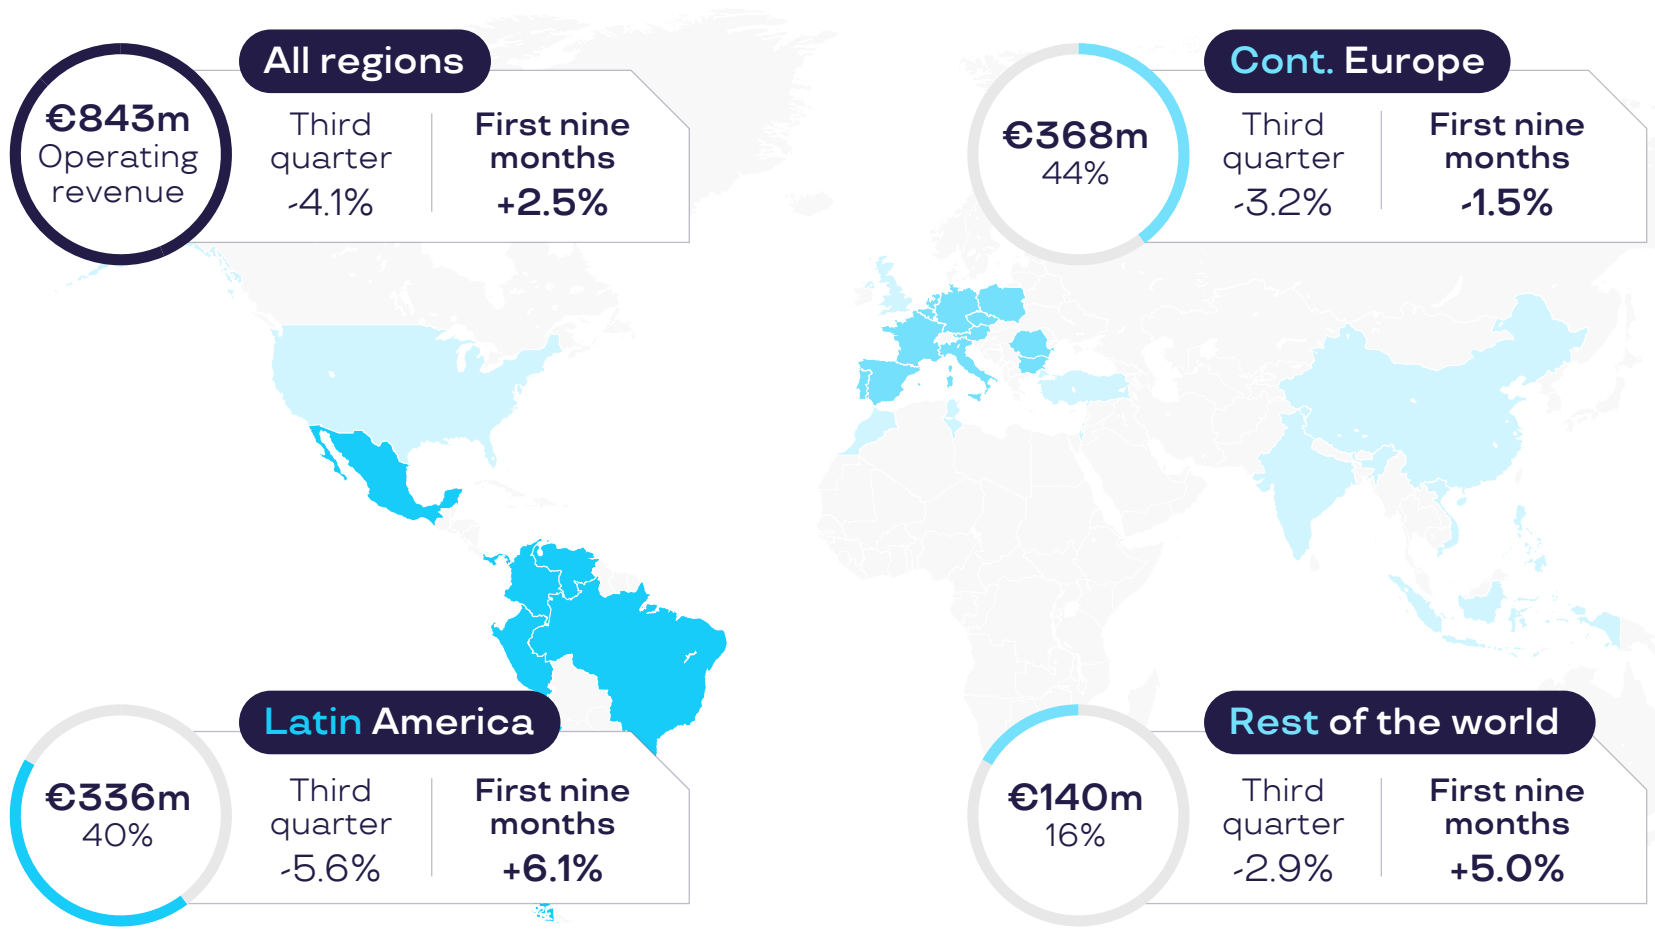 All regions
€843m
Operating
revenue
Third
quarter
-4.1%
First nine
months
+2.5%
Cont. Europe
€368m
44%
Third
quarter
-3.2%
First nine
months
-1.5%
Latin America
€336m
40%
Third
quarter
-5.6%
First nine
months
+6.1%
Rest of the world
€140m
16%
Third
quarter
-2.9%
First nine
months
+5.0%